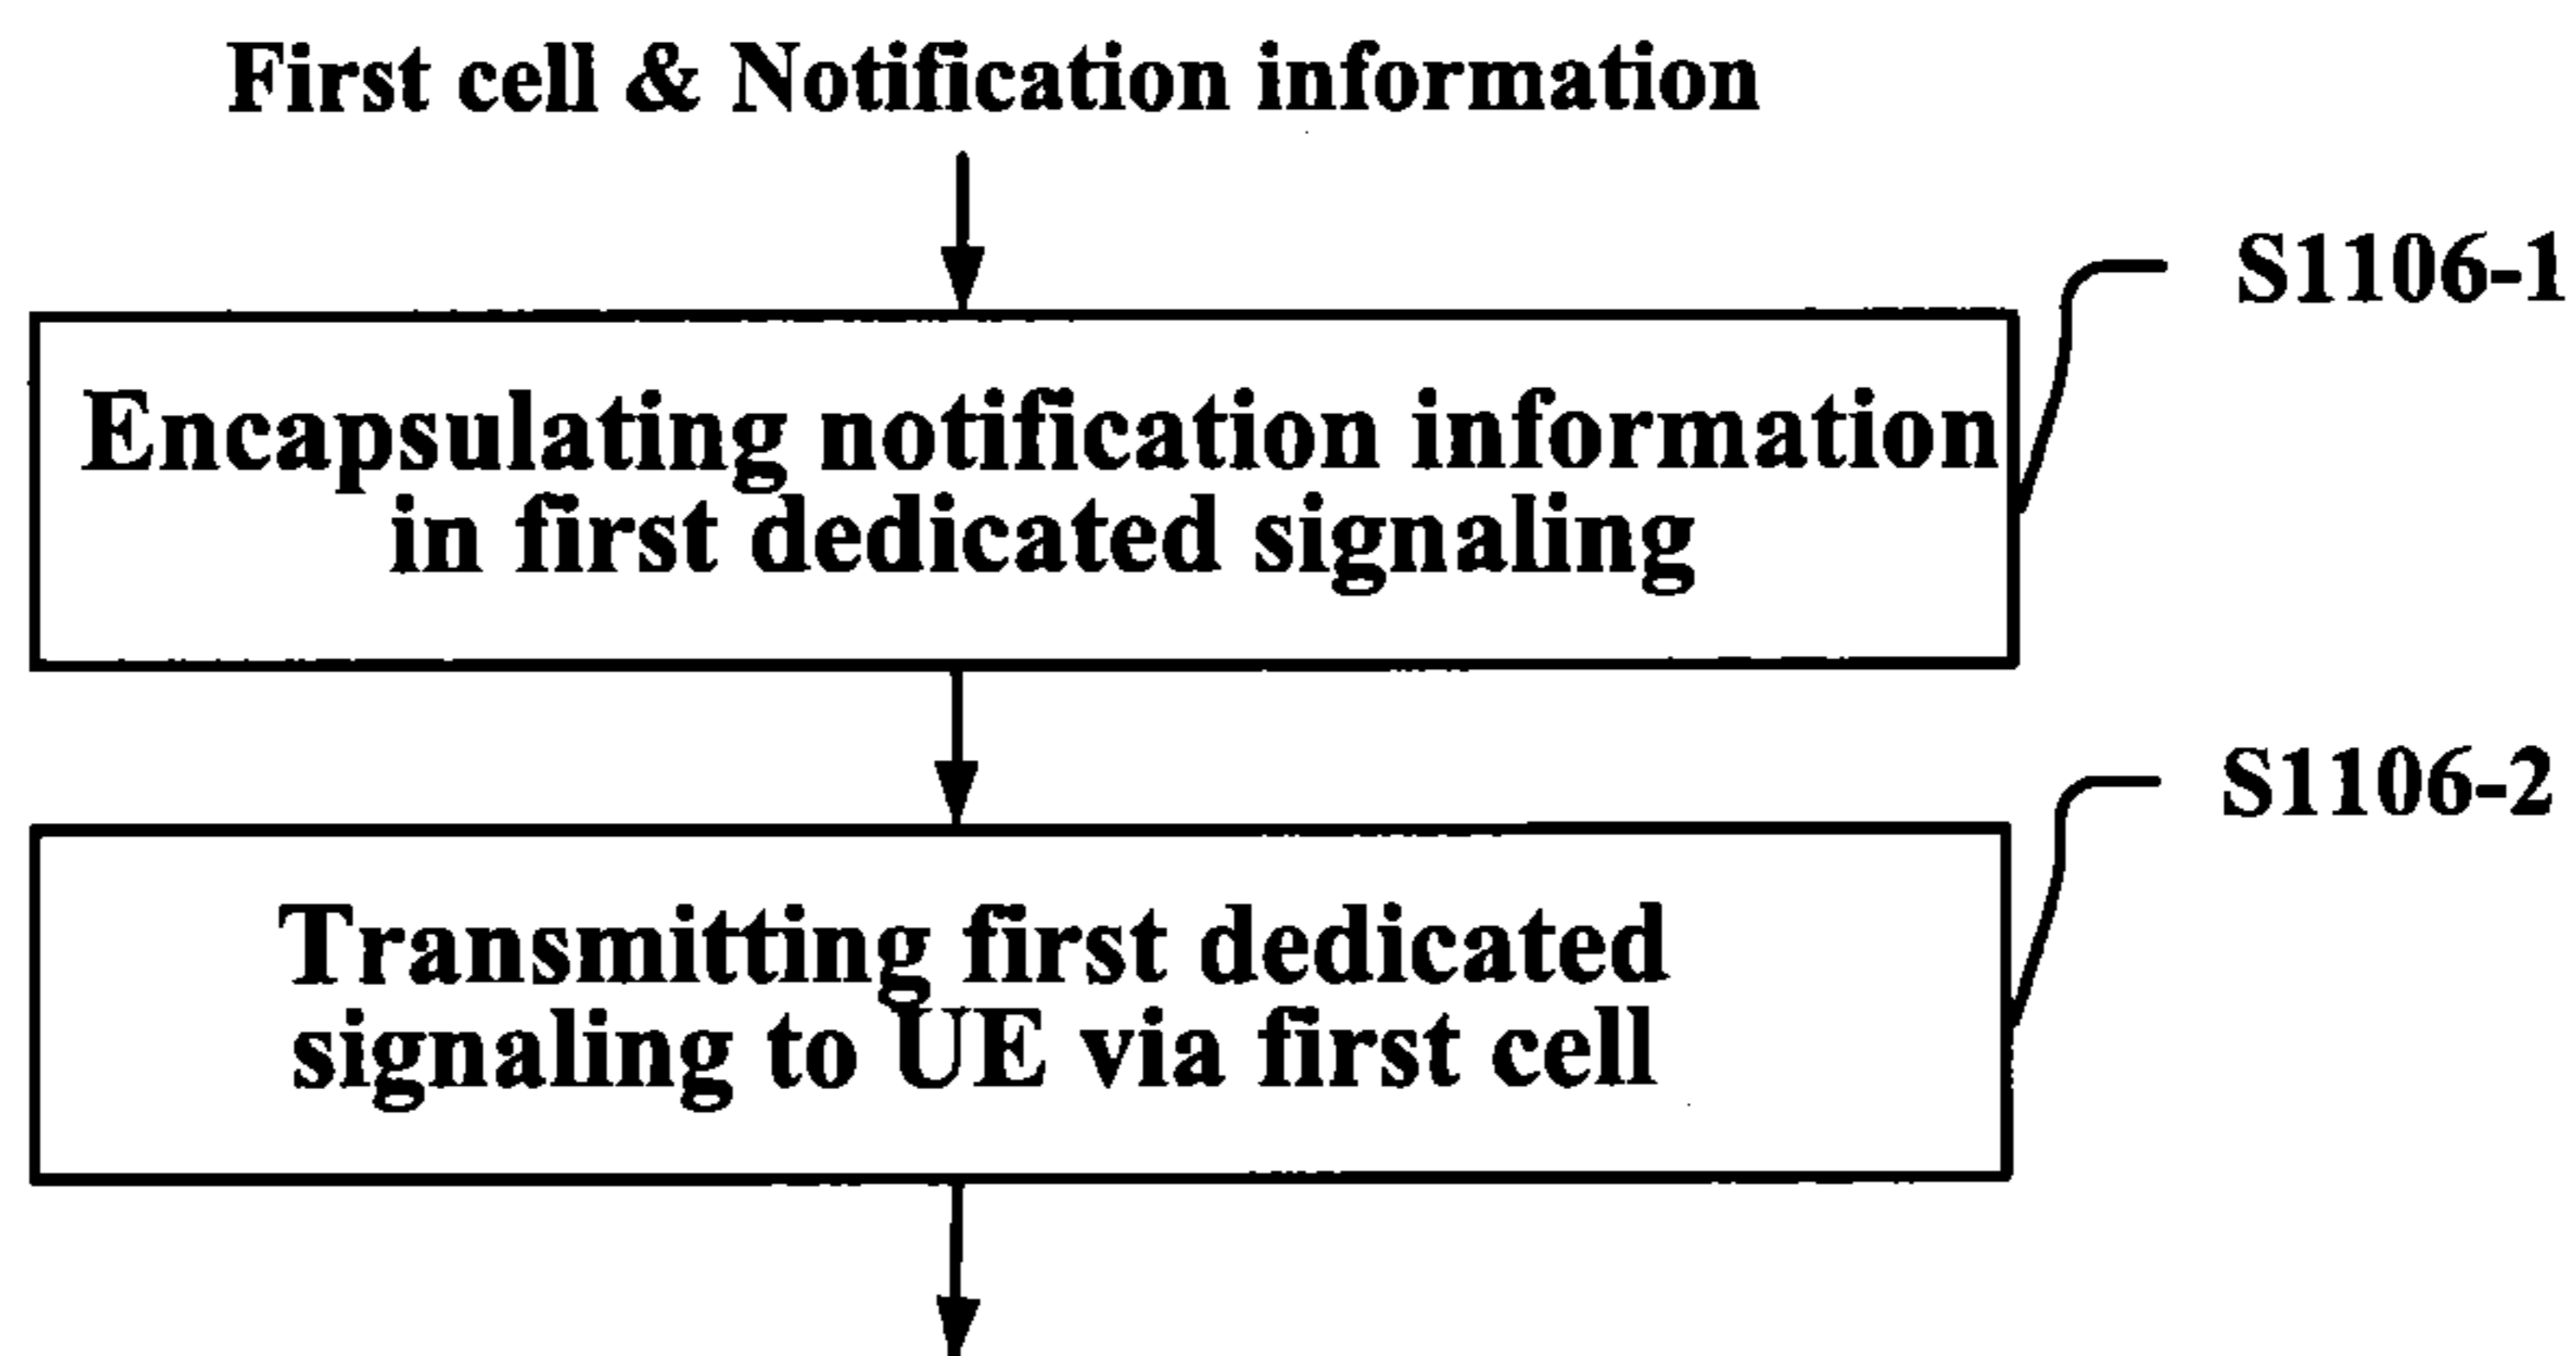 First cell & Notification information
S1106-1
Encapsulating notification information
in first dedicated signaling
S1106-2
Transmitting first dedicated
signaling to UE via first cell